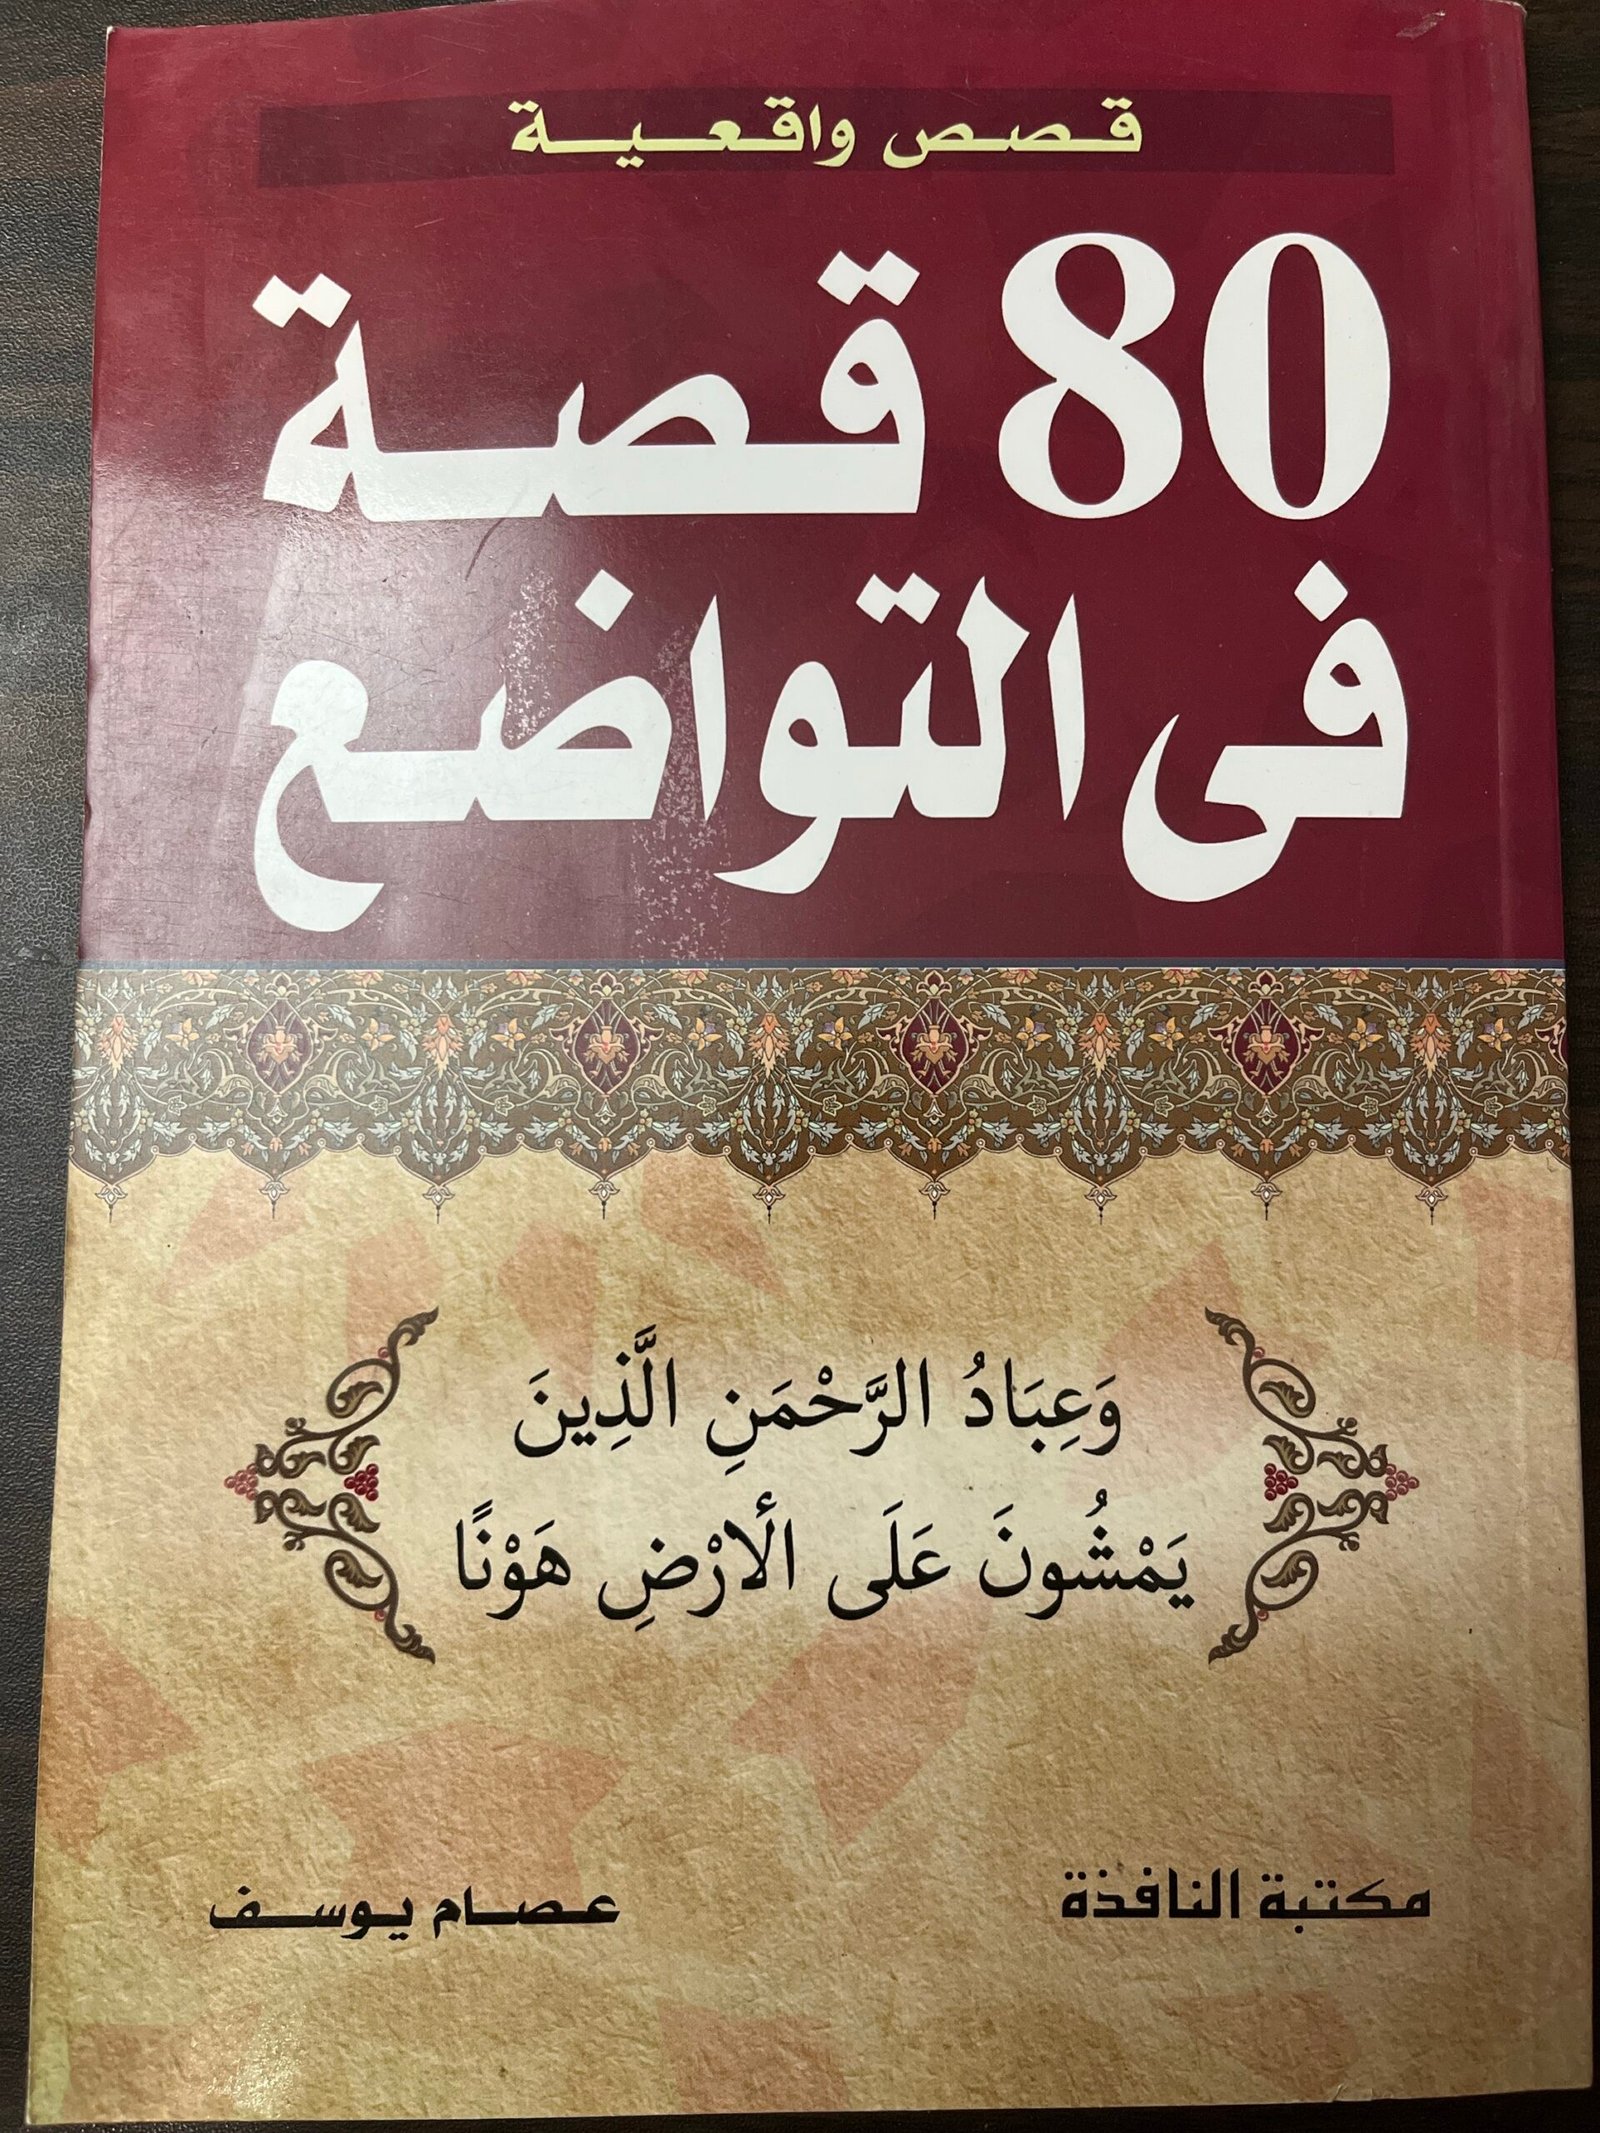 قصص واقعية
80 قصة
فى التواضع
وَعِبَادُ الرَّحْمَنِ الَّذِينَ
يَمْشُونَ عَلَى الأَرْضِ هَوْنًا
مكتبة النافذة
عصام يوسف